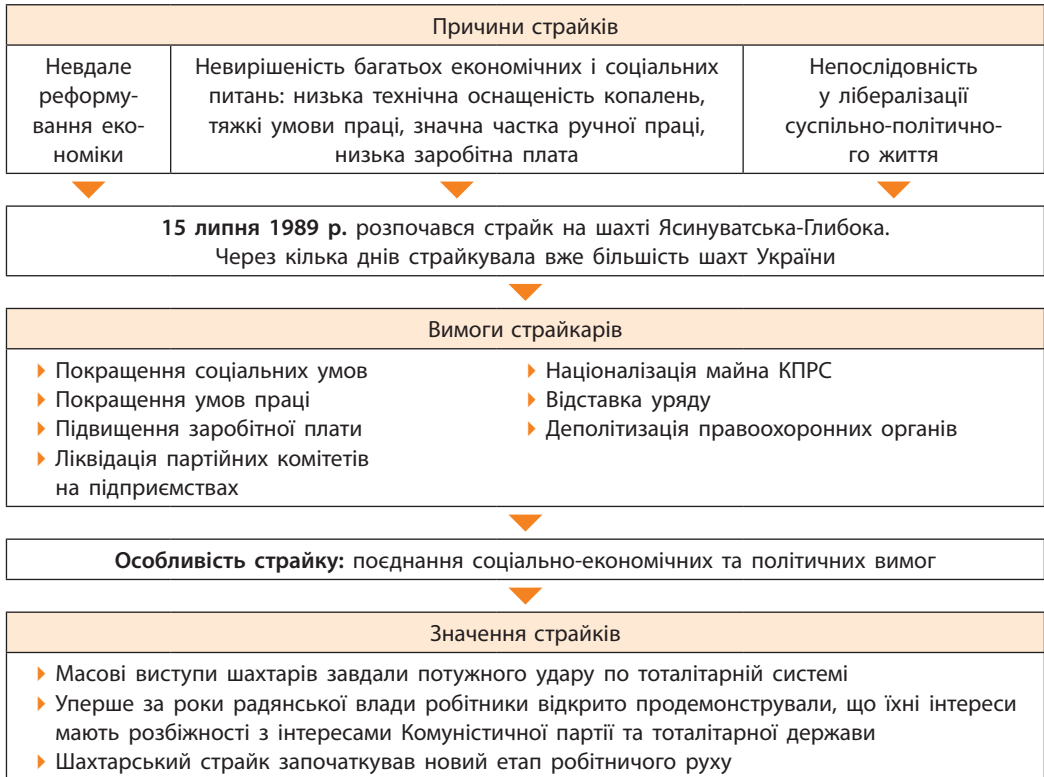 Причини страйків
Невдале
реформу-
вання еко-
номіки
Невирішеність багатьох економічних і соціальних
питань: низька технічна оснащеність копалень,
тяжкі умови праці, значна частка ручної праці,
низька заробітна плата
Непослідовність
у лібералізації
суспільно-політично-
го життя
15 липня 1989 р. розпочався страйк на шахті Ясинуватська-Глибока.
Через кілька днів страйкувала вже більшість шахт України
Вимоги страйкарів
Покращення соціальних умов
Покращення умов праці
Підвищення заробітної плати
Ліквідація партійних комітетів
на підприємствах
Націоналізація майна КПРС
Відставка уряду
Деполітизація правоохоронних органів
Особливість страйку: поєднання соціально-економічних та політичних вимог
Значення страйків
Масові виступи шахтарів завдали потужного удару по тоталітарній системі
Уперше за роки радянської влади робітники відкрито продемонстрували, що їхні інтереси
мають розбіжності з інтересами Комуністичної партії та тоталітарної держави
Шахтарський страйк започаткував новий етап робітничого руху